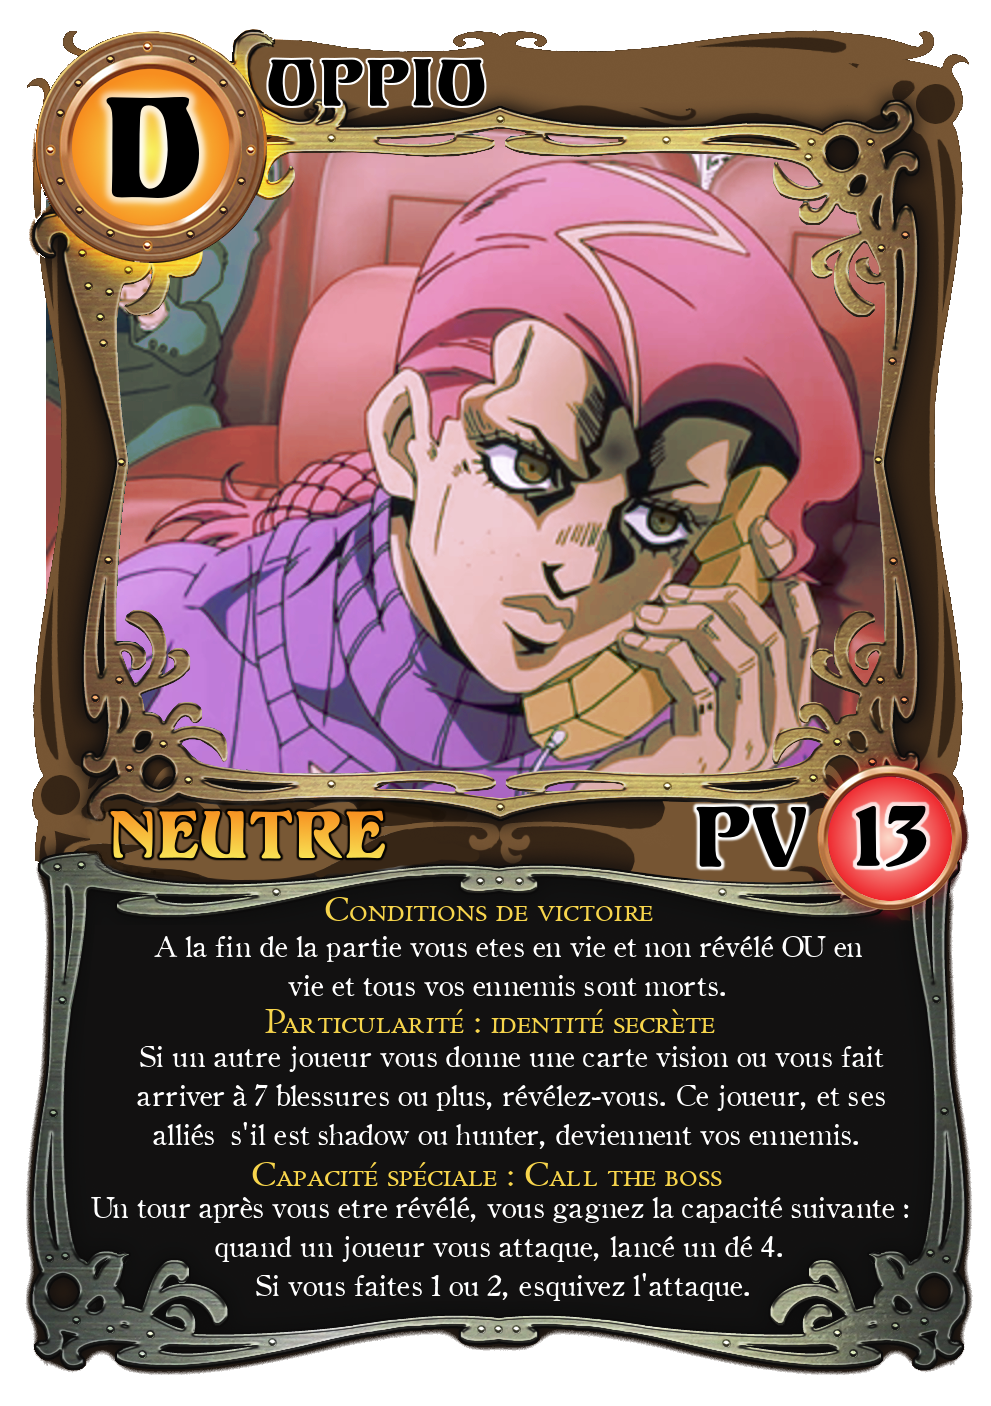 D OPPIO
NEUTRE PV 13
CONDITIONS DE VICTOIRE
A la fin de la partie vous etes en vie et non révélé OU en
vie et tous vos ennemis sont morts.
PARTICULARITÉ : IDENTITÉ SECRÈTE
Si un autre joueur vous donne une carte vision ou vous fait
arriver à 7 blessures ou plus, révélez-vous. Ce joueur, et ses
alliés s'il est shadow ou hunter, deviennent vos ennemis.
CAPACITÉ SPÉCIALE : CALL THE BOSS
Un tour après vous etre révélé, vous gagnez la capacité suivante :
quand un joueur vous attaque, lancé un dé 4.
Si vous faites 1 ou 2, esquivez l'attaque.